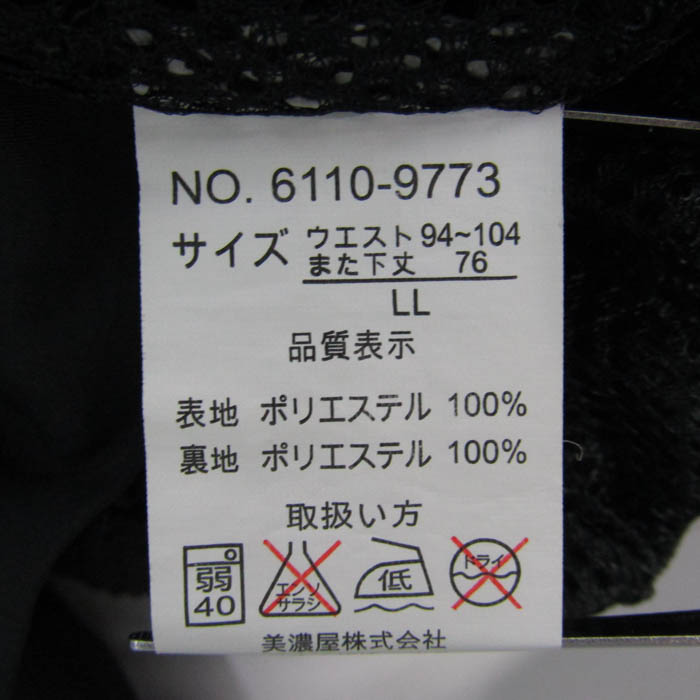 NO. 6110-9773
サイズ ウエスト 94~104
また下丈 76
LL
品質表示
表地 ポリエステル 100%
裏地 ポリエステル 100%
取扱い方
弱 40 エンソサラシ 低 ドライ
美濃屋株式会社